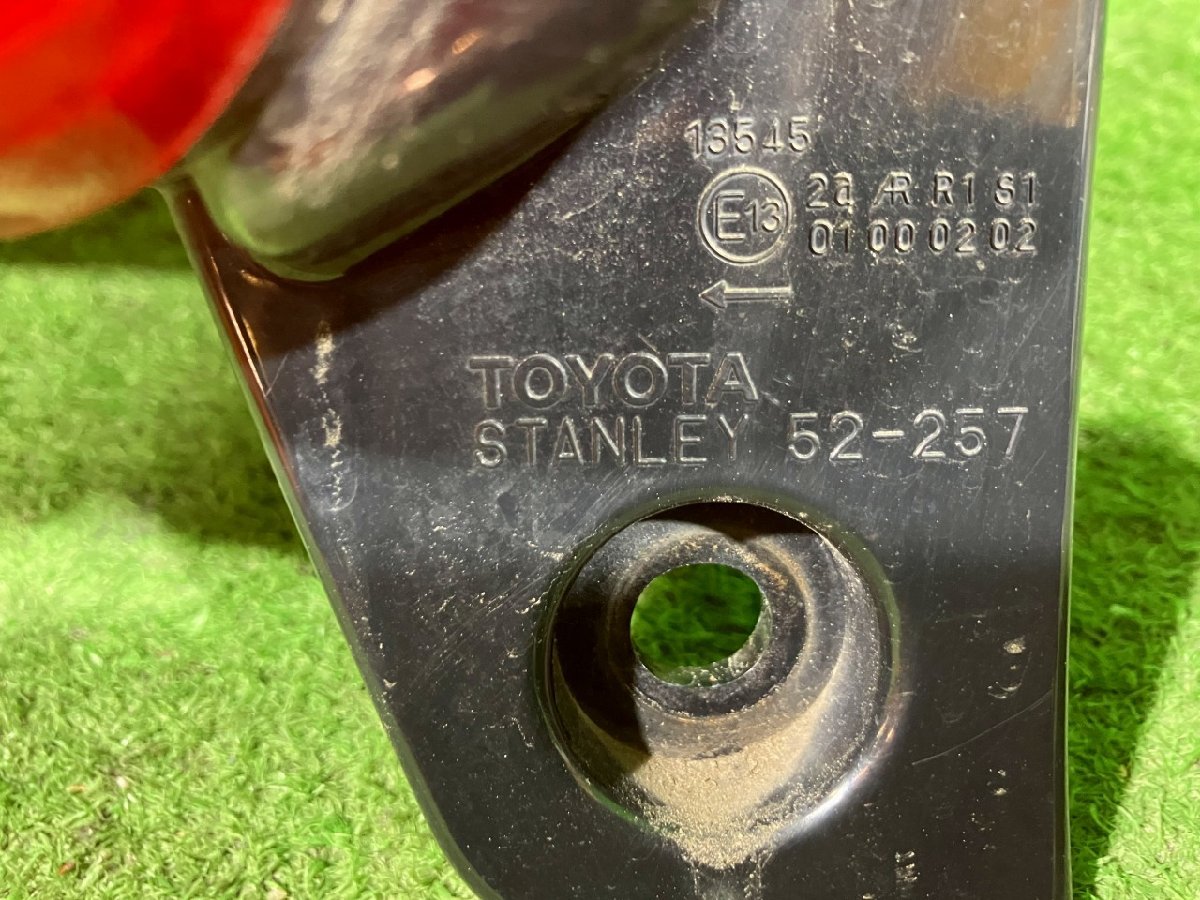 13545
E13 2a AR R1 S1
01 00 02 02
TOYOTA
STANLEY 52-257